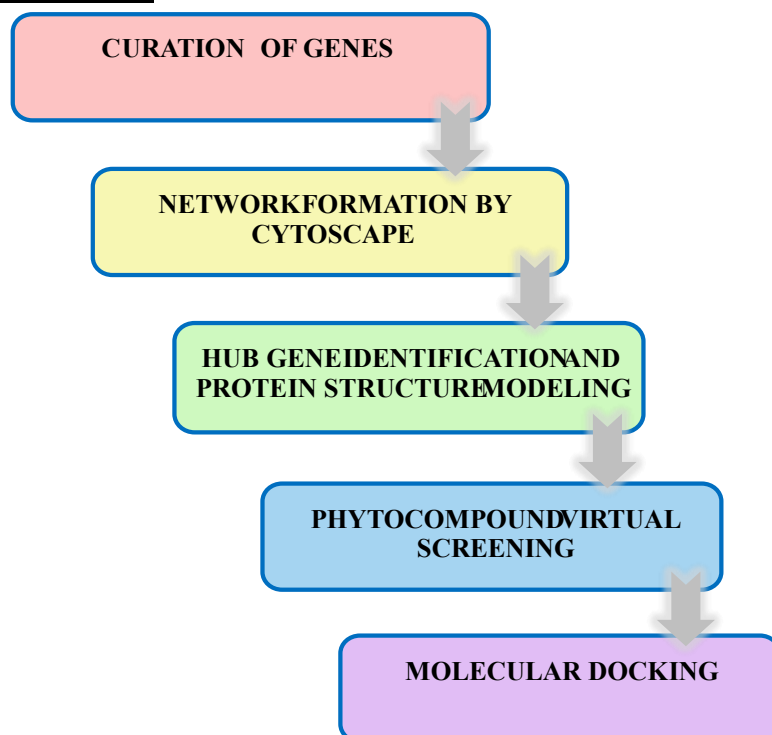 CURATION OF GENES
NETWORKFORMATION BY
CYTOSCAPE
HUB GENEIDENTIFICATIONAND
PROTEIN STRUCTUREMODELING
PHYTOCOMPOUNDVIRTUAL
SCREENING
MOLECULAR DOCKING